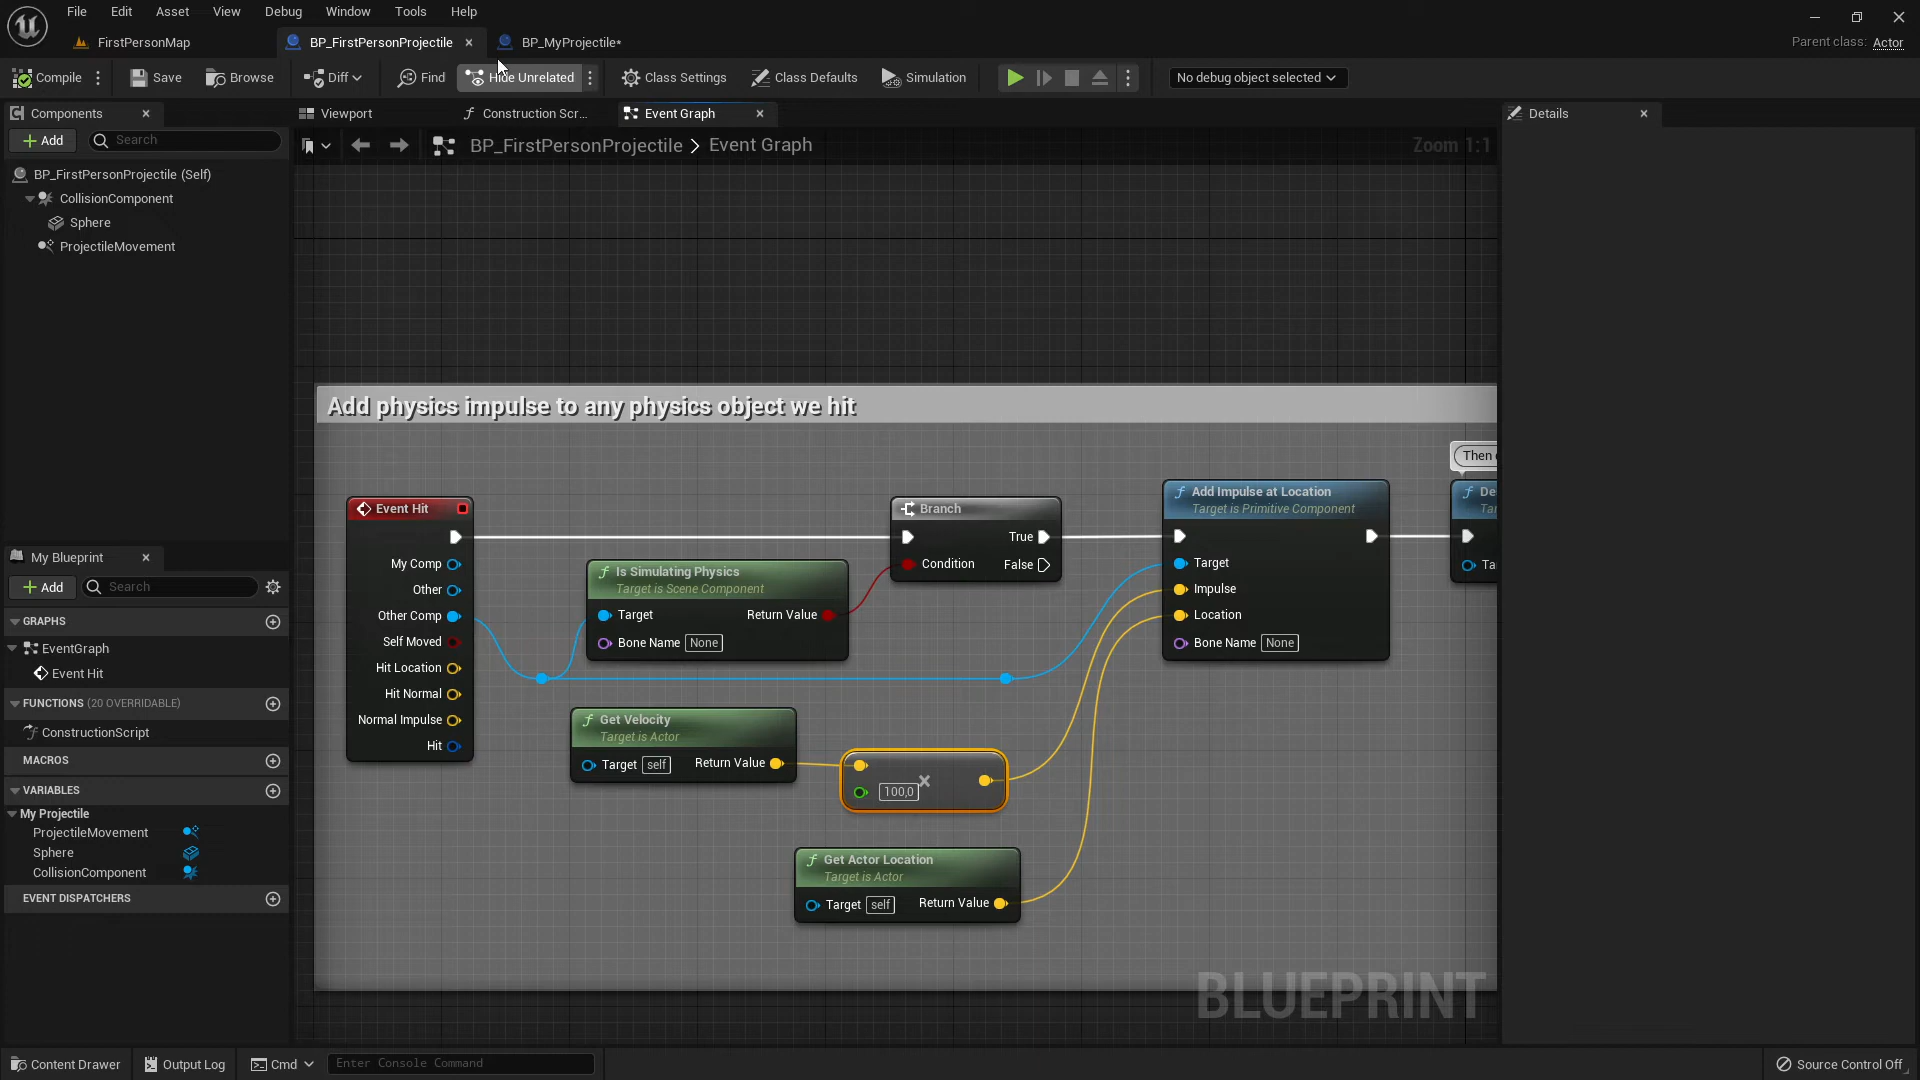 File Edit Asset View Debug Window Tools Help
FirstPersonMap
BP_FirstPersonProjectile
BP_MyProjectile*
Parent class: Actor
Compile
Save
Browse
Diff
Find
Hide Unrelated
Class Settings
Class Defaults
Simulation
No debug object selected
Components
Add
Search
BP_FirstPersonProjectile (Self)
CollisionComponent
Sphere
ProjectileMovement
My Blueprint
Add
Search
GRAPHS
EventGraph
Event Hit
FUNCTIONS (20 OVERRIDABLE)
ConstructionScript
MACROS
VARIABLES
My Projectile
ProjectileMovement
Sphere
CollisionComponent
EVENT DISPATCHERS
Viewport
Construction Scr...
Event Graph
BP_FirstPersonProjectile > Event Graph
Zoom 1:1
Add physics impulse to any physics object we hit
Event Hit
My Comp
Other
Other Comp
Self Moved
Hit Location
Hit Normal
Normal Impulse
Hit
Is Simulating Physics
Target is Scene Component
Target
Return Value
Bone Name None
Branch
True
Condition
False
Get Velocity
Target is Actor
Target self
Return Value
100,0
Get Actor Location
Target is Actor
Target self
Return Value
Add Impulse at Location
Target is Primitive Component
Target
Impulse
Location
Bone Name None
Then
De
Ta
BLUEPRINT
Details
Content Drawer
Output Log
Cmd
Enter Console Command
Source Control Off